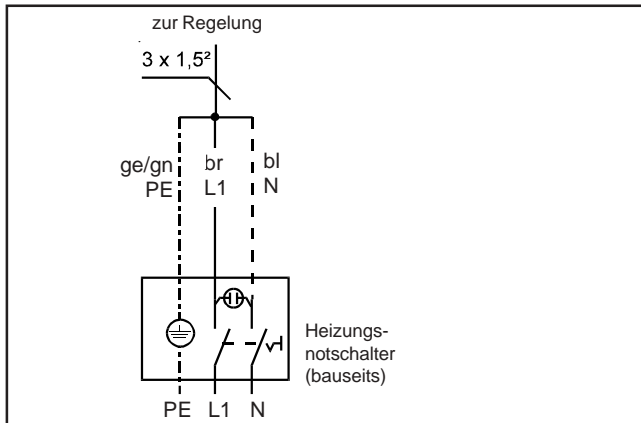 zur Regelung
3 x 1,5²
ge/gn br bl
PE L1 N
Heizungs-
notschalter
(bauseits)
PE L1 N